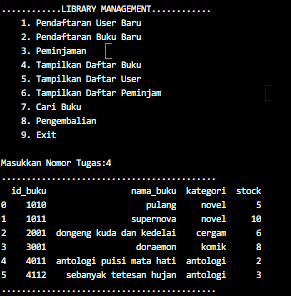 ............LIBRARY MANAGEMENT............
1. Pendaftaran User Baru
2. Pendaftaran Buku Baru
3. Peminjaman
4. Tampilkan Daftar Buku
5. Tampilkan Daftar User
6. Tampilkan Daftar Peminjam
7. Cari Buku
8. Pengembalian
9. Exit
Masukkan Nomor Tugas:4
...........................................
id_buku nama_buku kategori stock
0 1010 pulang novel 5
1 1011 supernova novel 10
2 2001 dongeng kuda dan kedelai cergam 6
3 3001 doraemon komik 8
4 4011 antologi puisi mata hati antologi 2
5 4112 sebanyak tetesan hujan antologi 3
...........................................